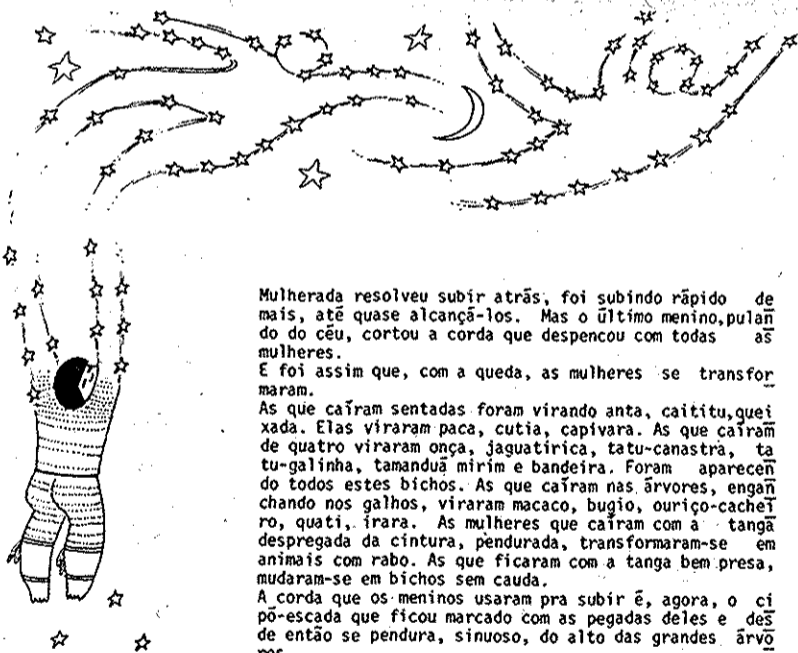 Mulherada resolveu subir atrás, foi subindo rápido de
mais, até quase alcançá-los. Mas o último menino,pulan
do do céu, cortou a corda que despencou com todas as
mulheres.
E foi assim que, com a queda, as mulheres se transfor
maram.
As que caíram sentadas foram virando anta, caititu,quei
xada. Elas viraram paca, cutia, capivara. As que caíram
de quatro viraram onça, jaguatirica, tatu-canastra, ta
tu-galinha, tamanduá mirim e bandeira. Foram aparecen
do todos estes bichos. As que caíram nas árvores, engan
chando nos galhos, viraram macaco, bugio, ouriço-cachei
ro, quati, irara. As mulheres que caíram com a tanga
despregada da cintura, pendurada, transformaram-se em
animais com rabo. As que ficaram com a tanga bem presa,
mudaram-se em bichos sem cauda.
A corda que os meninos usaram pra subir é, agora, o ci
pó-escada que ficou marcado com as pegadas deles e des
de então se pendura, sinuoso, do alto das grandes árvo